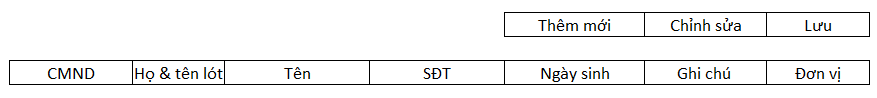 Thêm mới Chỉnh sửa Lưu
CMND Họ & tên lót Tên SĐT Ngày sinh Ghi chú Đơn vị